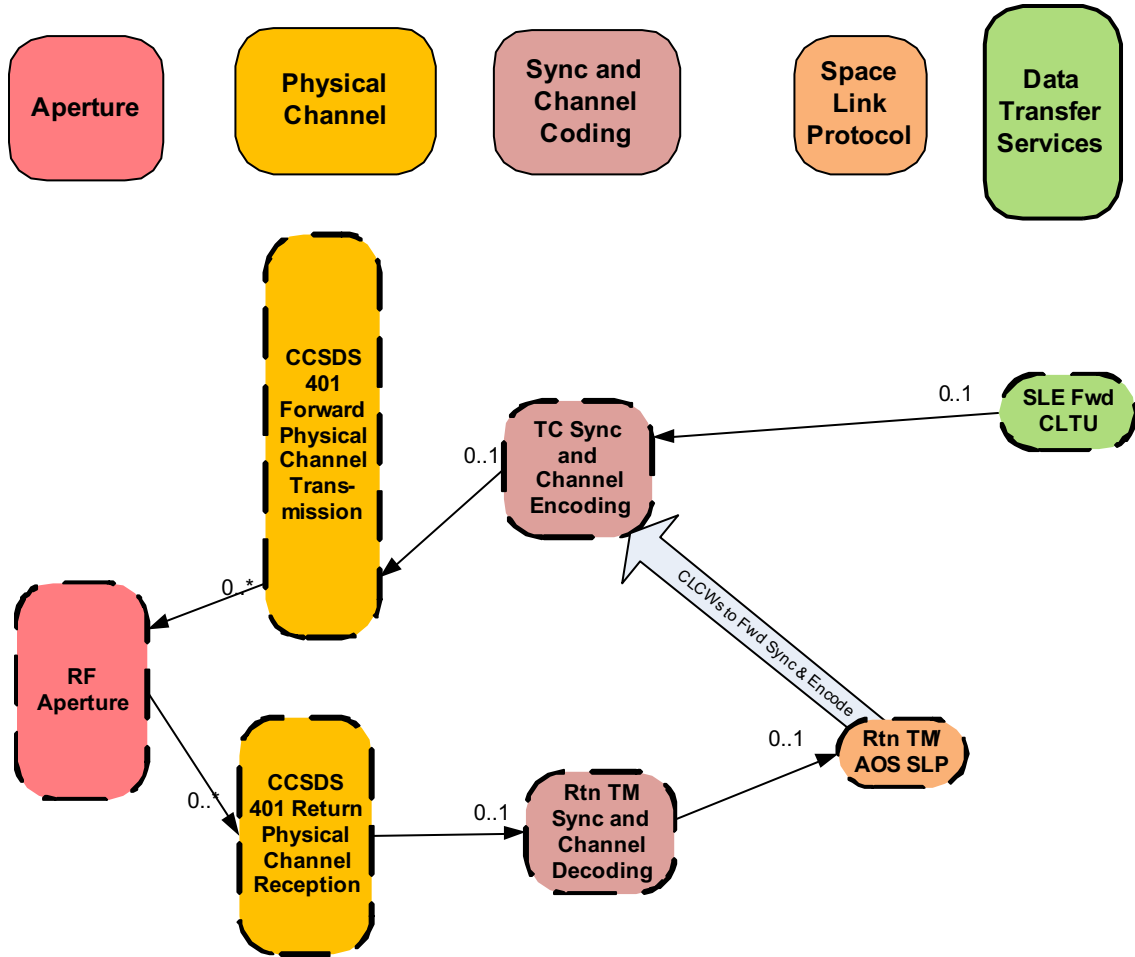 Aperture
Physical
Channel
Sync and
Channel
Coding
Space
Link
Protocol
Data
Transfer
Services
CCSDS
401
Forward
Physical
Channel
Trans-
mission
0..1
SLE Fwd
CLTU
TC Sync
and
Channel
Encoding
0..1
0..*
CLCWs to Fwd Sync & Encode
RF
Aperture
0..*
CCSDS
401 Return
Physical
Channel
Reception
0..1
Rtn TM
Sync and
Channel
Decoding
0..1
Rtn TM/
AOS SLP